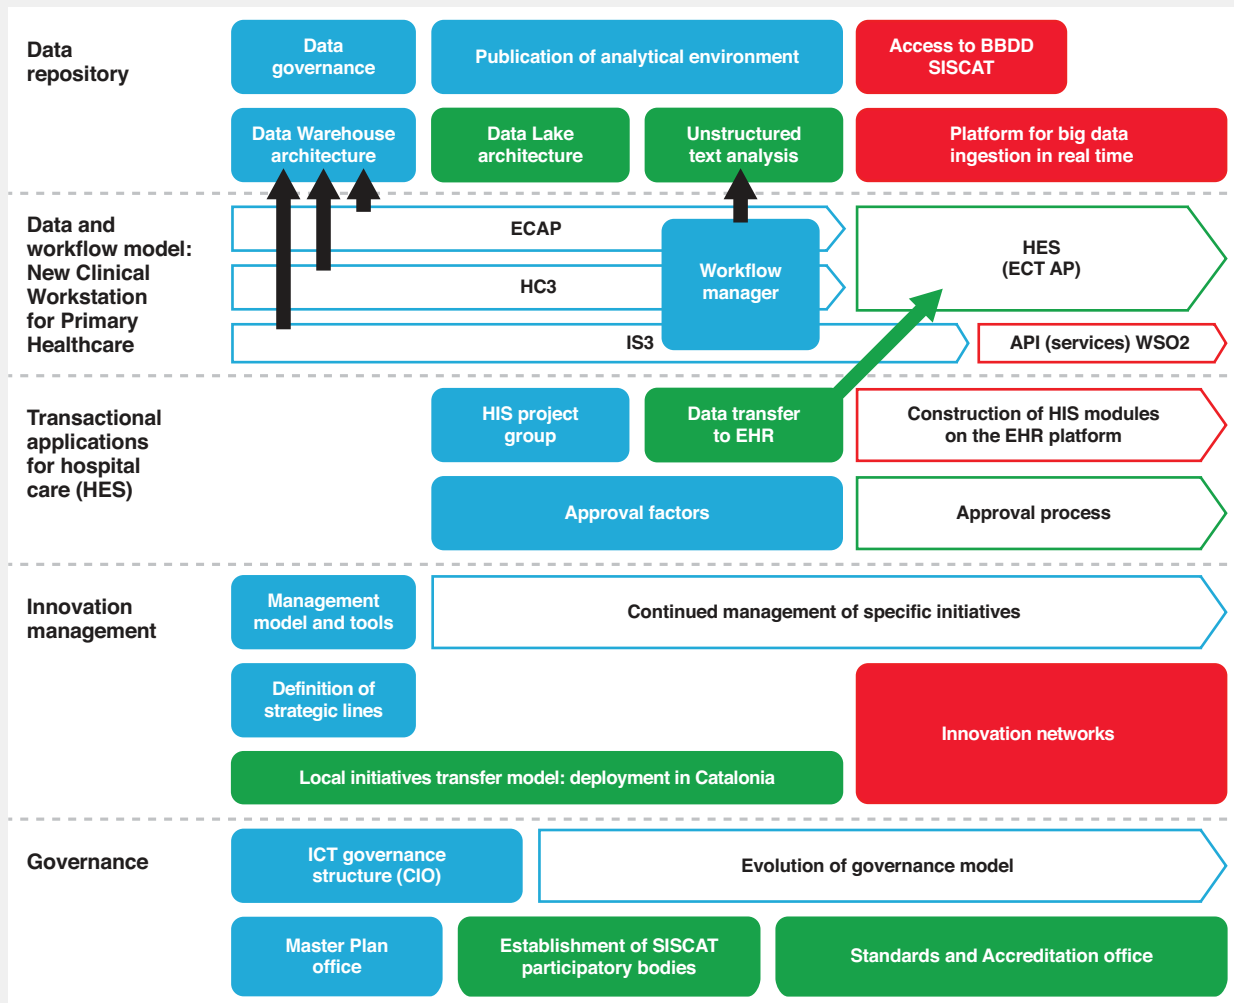 Data
repository
Data
governance
Publication of analytical environment
Access to BBDD
SISCAT
Data Warehouse
architecture
Data Lake
architecture
Unstructured
text analysis
Platform for big data
ingestion in real time
Data and
workflow model:
New Clinical
Workstation
for Primary
Healthcare
ECAP
HC3
IS3
Workflow
manager
HES
(ECT AP)
API (services) WSO2
Transactional
applications
for hospital
care (HES)
HIS project
group
Data transfer
to EHR
Construction of HIS modules
on the EHR platform
Approval factors
Approval process
Innovation
management
Management
model and tools
Continued management of specific initiatives
Definition of
strategic lines
Innovation networks
Local initiatives transfer model: deployment in Catalonia
Governance
ICT governance
structure (CIO)
Evolution of governance model
Master Plan
office
Establishment of SISCAT
participatory bodies
Standards and Accreditation office